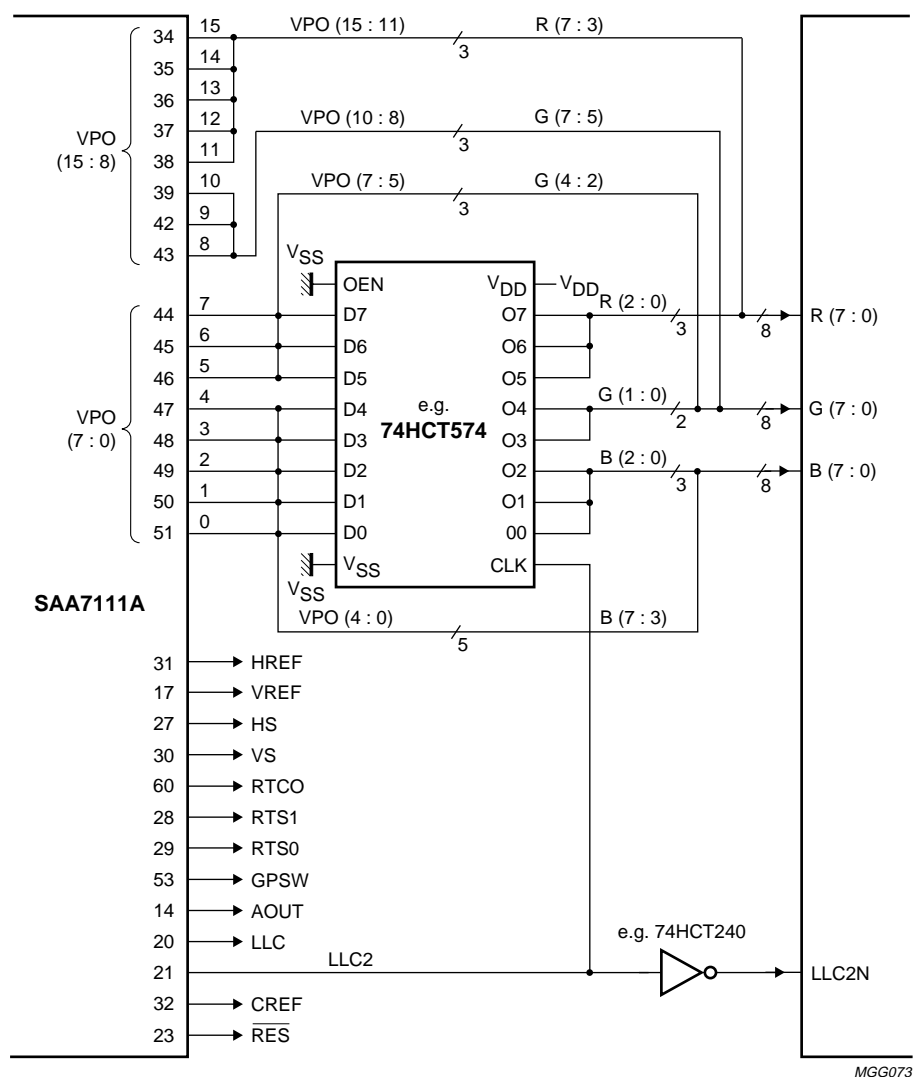 34 15 VPO (15 : 11) 3 R (7 : 3)
35 14
36 13
37 12 VPO (10 : 8) 3 G (7 : 5)
VPO
(15 : 8)
38 11
39 10 VPO (7 : 5) 3 G (4 : 2)
42 9
43 8
VSS
OEN VDD VDD
44 7 D7 O7 R (2 : 0) 3 8 R (7 : 0)
45 6 D6 O6
46 5 D5 O5
47 4 D4 e.g. O4 G (1 : 0) 2 8 G (7 : 0)
VPO
(7 : 0)
48 3 D3 74HCT574 O3
49 2 D2 O2 B (2 : 0) 3 8 B (7 : 0)
50 1 D1 O1
51 0 D0 00
VSS CLK
VSS
SAA7111A
VPO (4 : 0) 5 B (7 : 3)
31 HREF
17 VREF
27 HS
30 VS
60 RTCO
28 RTS1
29 RTS0
53 GPSW
14 AOUT
20 LLC
e.g. 74HCT240
21 LLC2 LLC2N
32 CREF
23 RES
MGG073